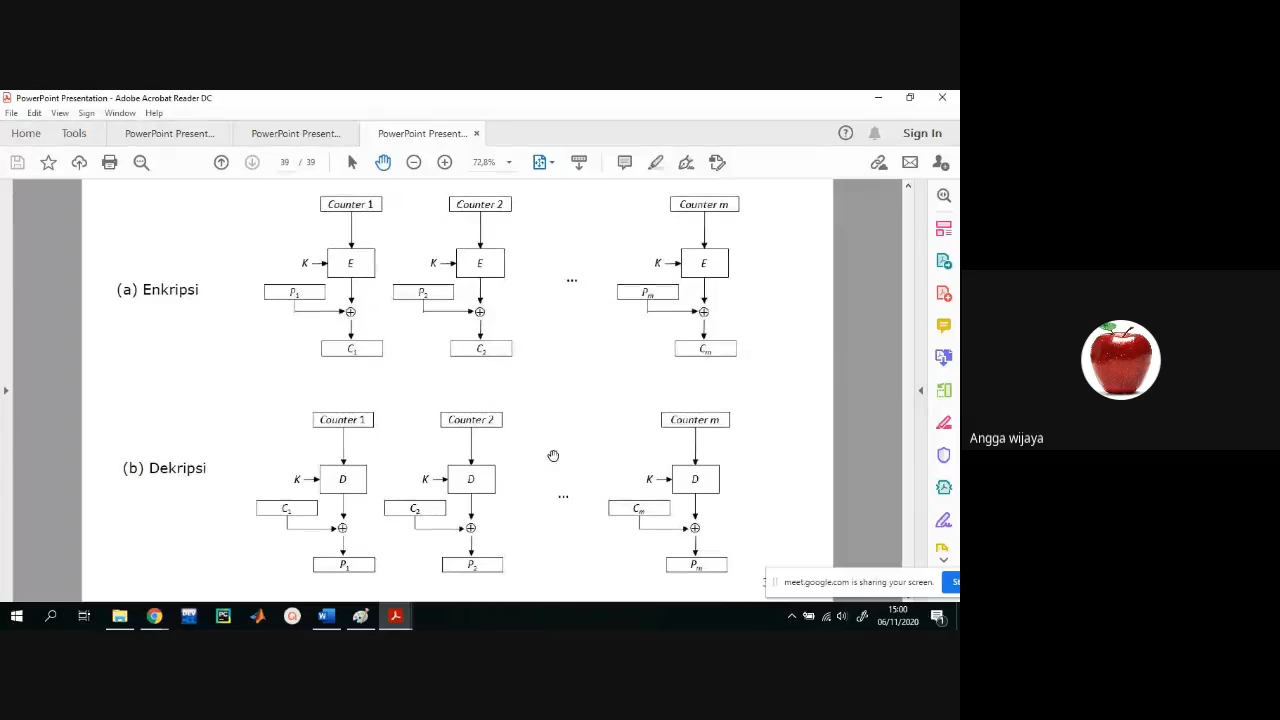 PowerPoint Presentation - Adobe Acrobat Reader DC
File Edit View Sign Window Help
Home Tools PowerPoint Present... PowerPoint Present... PowerPoint Present... × Sign In
39 / 39 72,8%
Counter 1 Counter 2 Counter m
K E K E K E
(a) Enkripsi
P1 P2 ... Pm
C1 C2 Cm
Counter 1 Counter 2 Counter m
(b) Dekripsi
K D K D K D
C1 C2 ... Cm
P1 P2 Pm
meet.google.com is sharing your screen.
15:00
06/11/2020
Angga wijaya